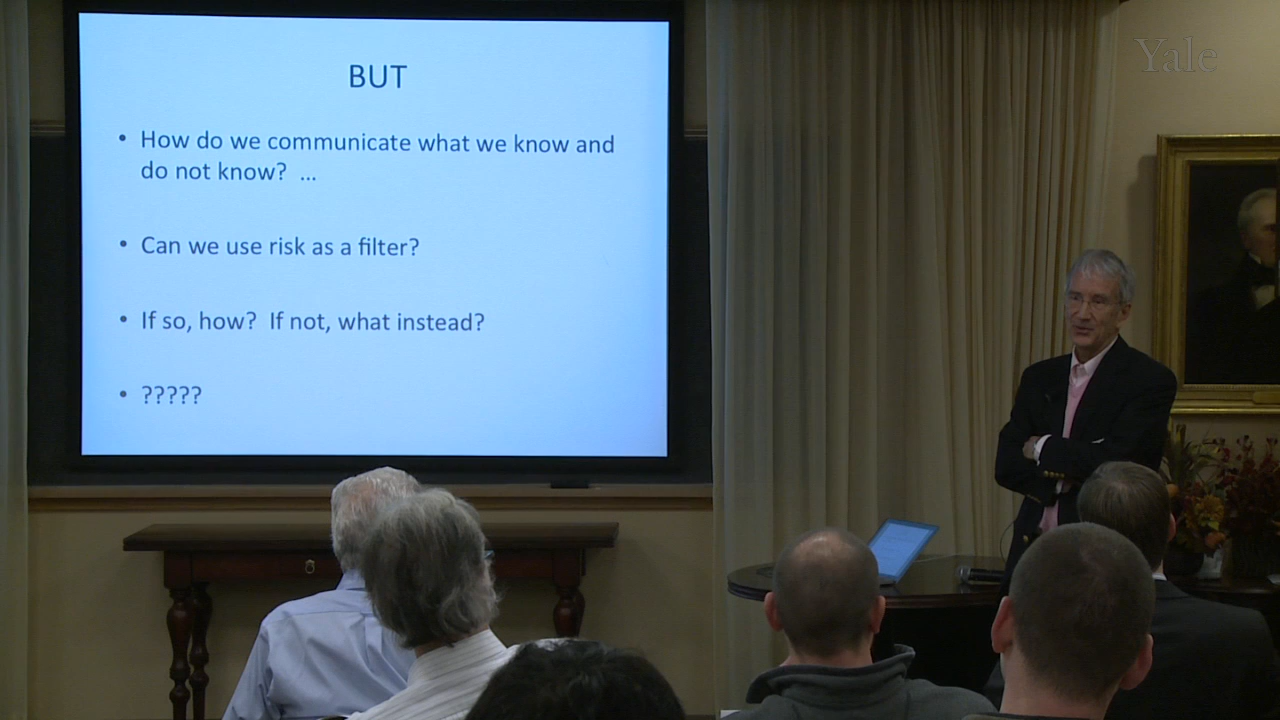 BUT
• How do we communicate what we know and
do not know? ...
• Can we use risk as a filter?
• If so, how? If not, what instead?
• ?????
Yale